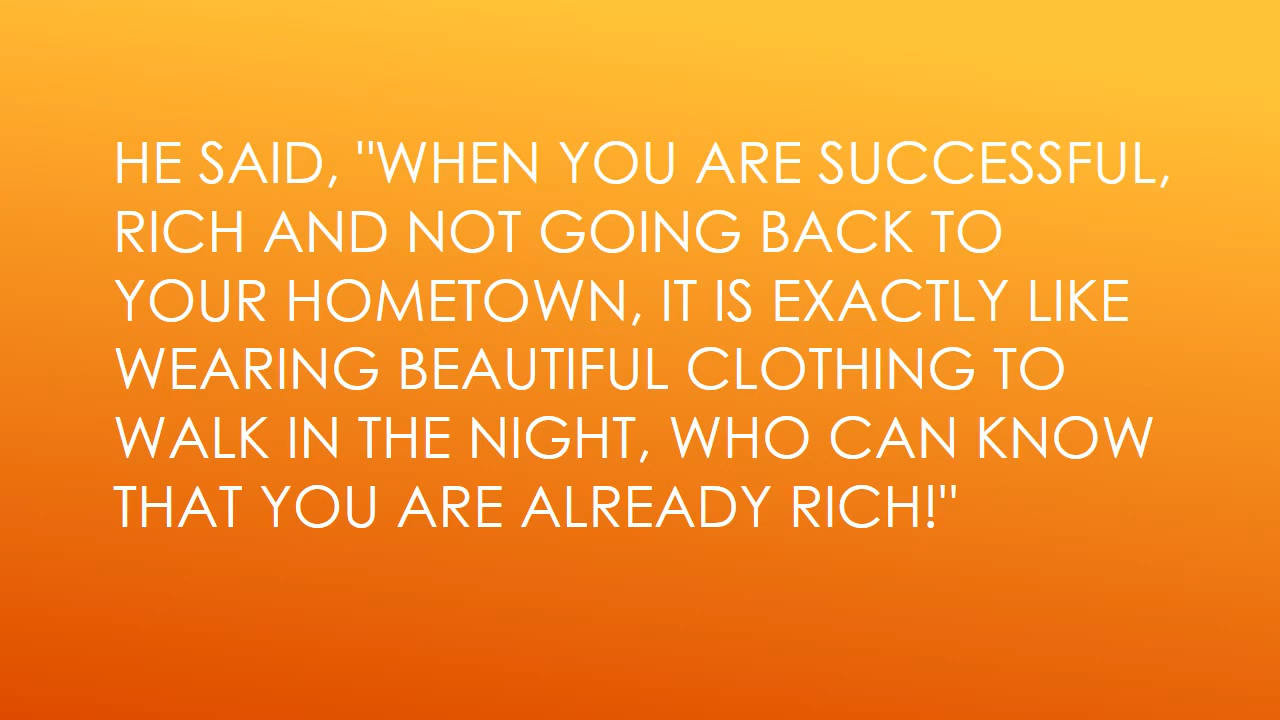 HE SAID, "WHEN YOU ARE SUCCESSFUL,
RICH AND NOT GOING BACK TO
YOUR HOMETOWN, IT IS EXACTLY LIKE
WEARING BEAUTIFUL CLOTHING TO
WALK IN THE NIGHT, WHO CAN KNOW
THAT YOU ARE ALREADY RICH!"